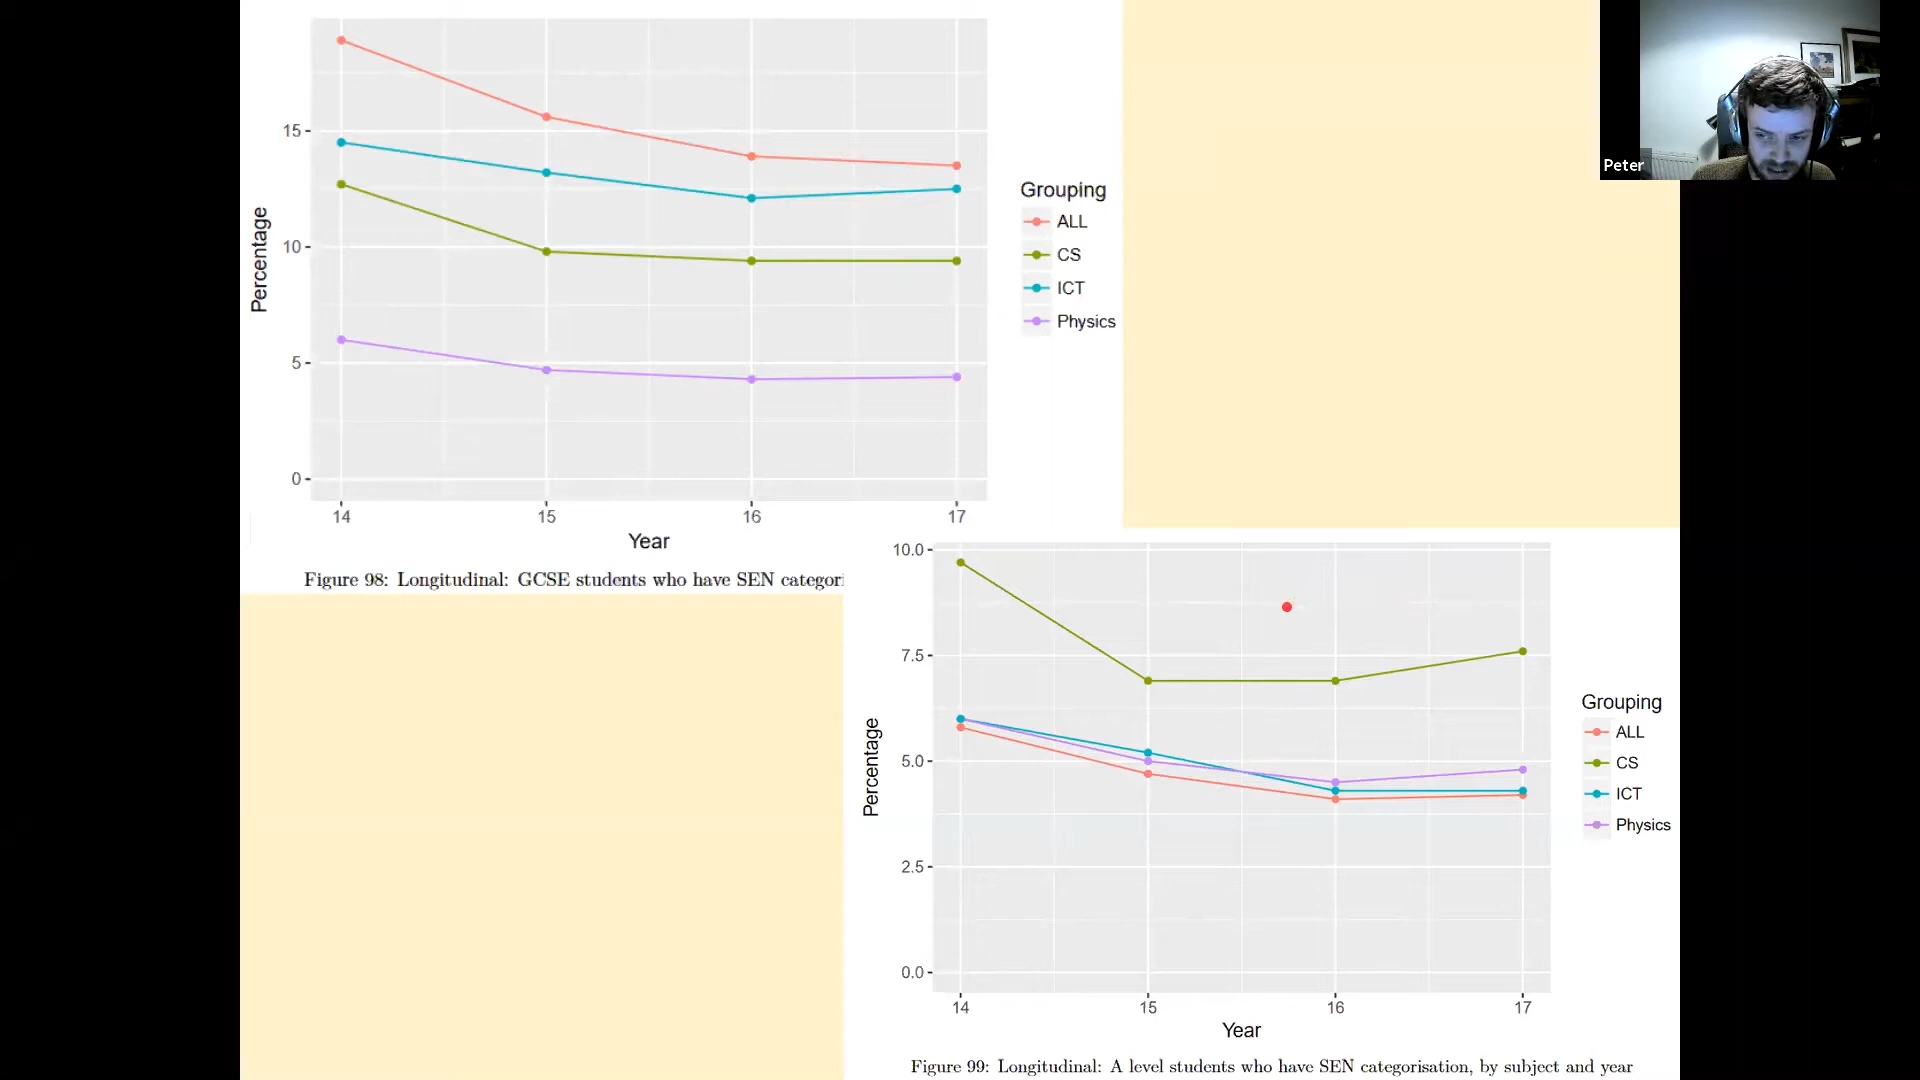 15
10
5
0
Percentage
14 15 16 17
Year
Grouping
ALL
CS
ICT
Physics
Figure 98: Longitudinal: GCSE students who have SEN categori
Peter
10.0
7.5
5.0
2.5
0.0
Percentage
14 15 16 17
Year
Grouping
ALL
CS
ICT
Physics
Figure 99: Longitudinal: A level students who have SEN categorisation, by subject and year